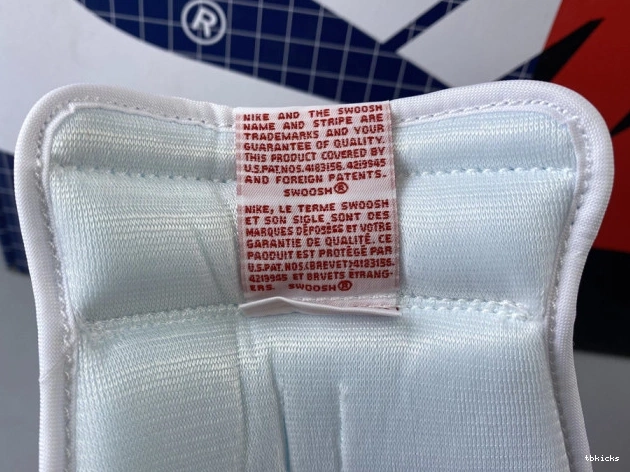 ®
NIKE AND THE SWOOSH
NAME AND STRIPE ARE
TRADEMARKS AND YOUR
GUARANTEE OF QUALITY.
THIS PRODUCT COVERED BY
U.S.PAT.NOS.4183156, 4219945
AND FOREIGN PATENTS.
SWOOSH®
NIKE, LE TERME SWOOSH
ET SON SIGLE SONT DES
MARQUES DÉPOSÉES ET VOTRE
GARANTIE DE QUALITÉ. CE
PRODUIT EST PROTÉGÉ PAR
U.S.PAT.NOS.(BREVET)4183156.
4219945 ET BRVETS ÉTRANG-
ERS. SWOOSH®
tbkicks